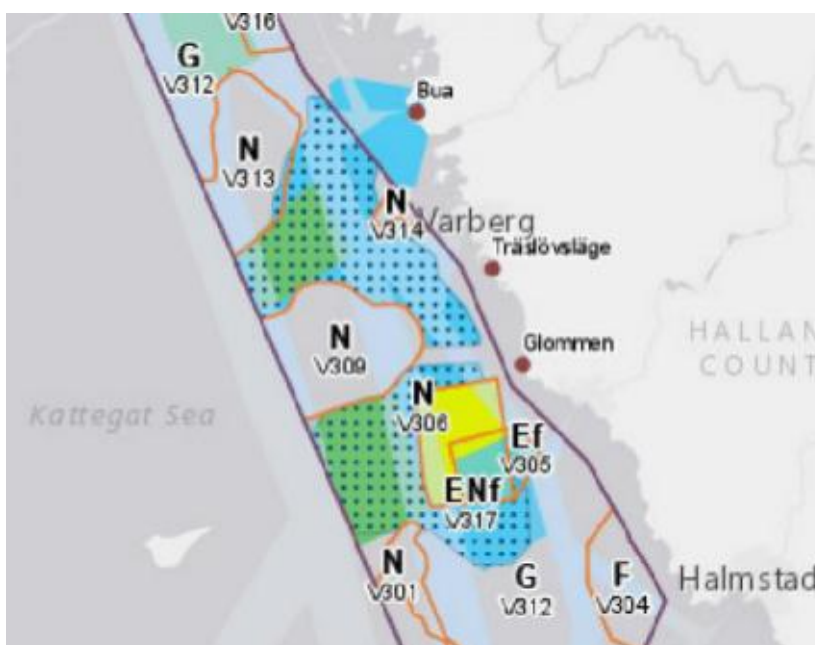 V316
G
V312
Bua
N
V313
N
V314
Varberg
Träslövsläge
N
V309
Glommen
HALLAN
COUNT
Kattegat Sea
N
V306
Ef
V305
ENf
V317
N
V301
G
V312
F
V304
Halmstad